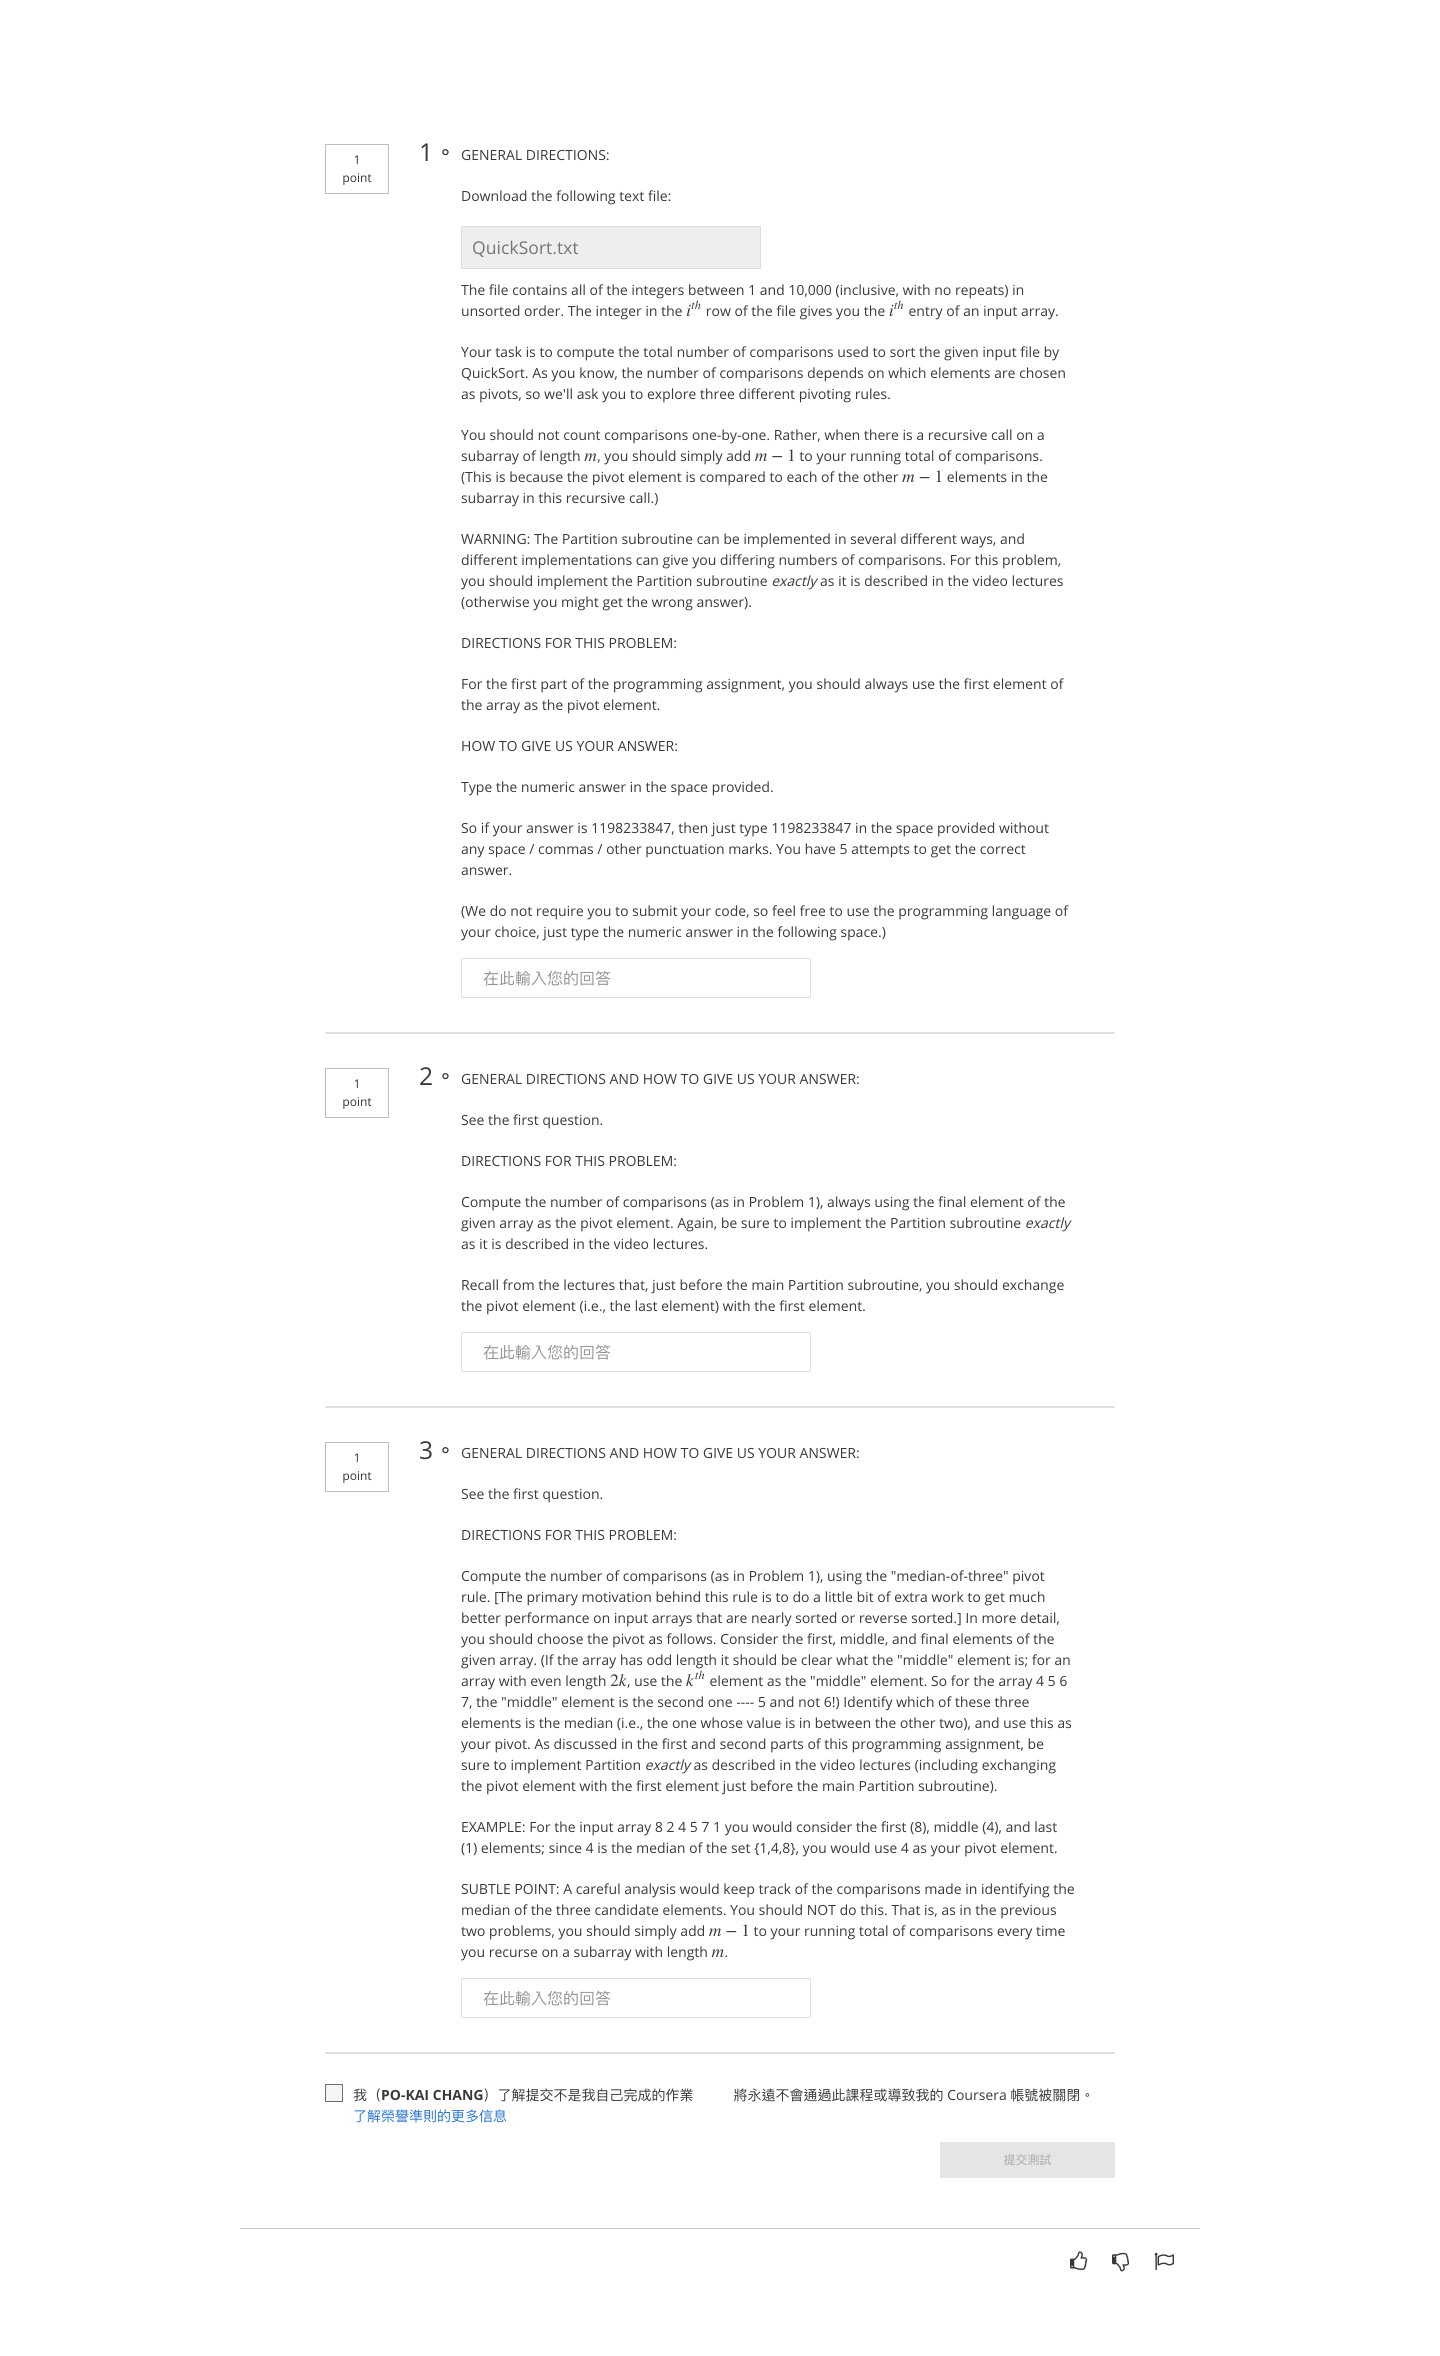 1
point
1。
GENERAL DIRECTIONS:
Download the following text file:
QuickSort.txt
The file contains all of the integers between 1 and 10,000 (inclusive, with no repeats) in
unsorted order. The integer in the i^th row of the file gives you the i^th entry of an input array.
Your task is to compute the total number of comparisons used to sort the given input file by
QuickSort. As you know, the number of comparisons depends on which elements are chosen
as pivots, so we'll ask you to explore three different pivoting rules.
You should not count comparisons one-by-one. Rather, when there is a recursive call on a
subarray of length m, you should simply add m − 1 to your running total of comparisons.
(This is because the pivot element is compared to each of the other m − 1 elements in the
subarray in this recursive call.)
WARNING: The Partition subroutine can be implemented in several different ways, and
different implementations can give you differing numbers of comparisons. For this problem,
you should implement the Partition subroutine exactly as it is described in the video lectures
(otherwise you might get the wrong answer).
DIRECTIONS FOR THIS PROBLEM:
For the first part of the programming assignment, you should always use the first element of
the array as the pivot element.
HOW TO GIVE US YOUR ANSWER:
Type the numeric answer in the space provided.
So if your answer is 1198233847, then just type 1198233847 in the space provided without
any space / commas / other punctuation marks. You have 5 attempts to get the correct
answer.
(We do not require you to submit your code, so feel free to use the programming language of
your choice, just type the numeric answer in the following space.)
在此輸入您的回答
1
point
2。
GENERAL DIRECTIONS AND HOW TO GIVE US YOUR ANSWER:
See the first question.
DIRECTIONS FOR THIS PROBLEM:
Compute the number of comparisons (as in Problem 1), always using the final element of the
given array as the pivot element. Again, be sure to implement the Partition subroutine exactly
as it is described in the video lectures.
Recall from the lectures that, just before the main Partition subroutine, you should exchange
the pivot element (i.e., the last element) with the first element.
在此輸入您的回答
1
point
3。
GENERAL DIRECTIONS AND HOW TO GIVE US YOUR ANSWER:
See the first question.
DIRECTIONS FOR THIS PROBLEM:
Compute the number of comparisons (as in Problem 1), using the "median-of-three" pivot
rule. [The primary motivation behind this rule is to do a little bit of extra work to get much
better performance on input arrays that are nearly sorted or reverse sorted.] In more detail,
you should choose the pivot as follows. Consider the first, middle, and final elements of the
given array. (If the array has odd length it should be clear what the "middle" element is; for an
array with even length 2k, use the k^th element as the "middle" element. So for the array 4 5 6
7, the "middle" element is the second one ---- 5 and not 6!) Identify which of these three
elements is the median (i.e., the one whose value is in between the other two), and use this as
your pivot. As discussed in the first and second parts of this programming assignment, be
sure to implement Partition exactly as described in the video lectures (including exchanging
the pivot element with the first element just before the main Partition subroutine).
EXAMPLE: For the input array 8 2 4 5 7 1 you would consider the first (8), middle (4), and last
(1) elements; since 4 is the median of the set {1,4,8}, you would use 4 as your pivot element.
SUBTLE POINT: A careful analysis would keep track of the comparisons made in identifying the
median of the three candidate elements. You should NOT do this. That is, as in the previous
two problems, you should simply add m − 1 to your running total of comparisons every time
you recurse on a subarray with length m.
在此輸入您的回答
我（PO-KAI CHANG）了解提交不是我自己完成的作業 將永遠不會通過此課程或導致我的 Coursera 帳號被關閉。
了解榮譽準則的更多信息
提交測試